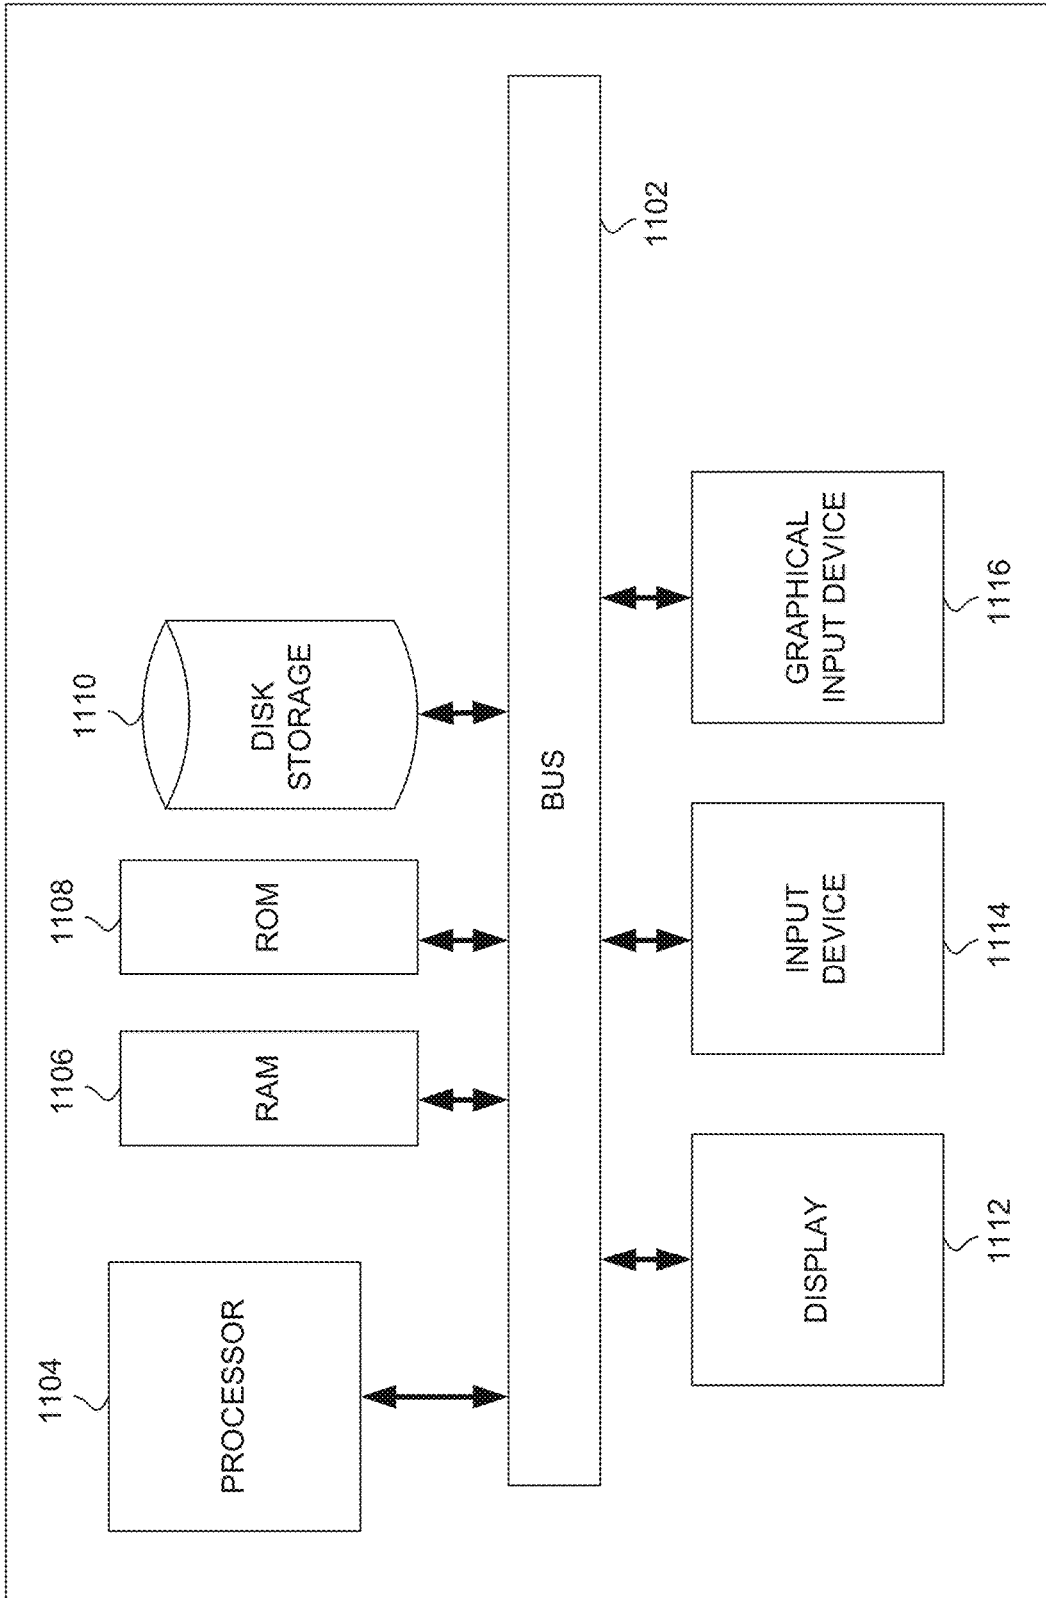 1104
PROCESSOR
1106
RAM
1108
ROM
1110
DISK
STORAGE
BUS
1102
DISPLAY
1112
INPUT
DEVICE
1114
GRAPHICAL
INPUT DEVICE
1116